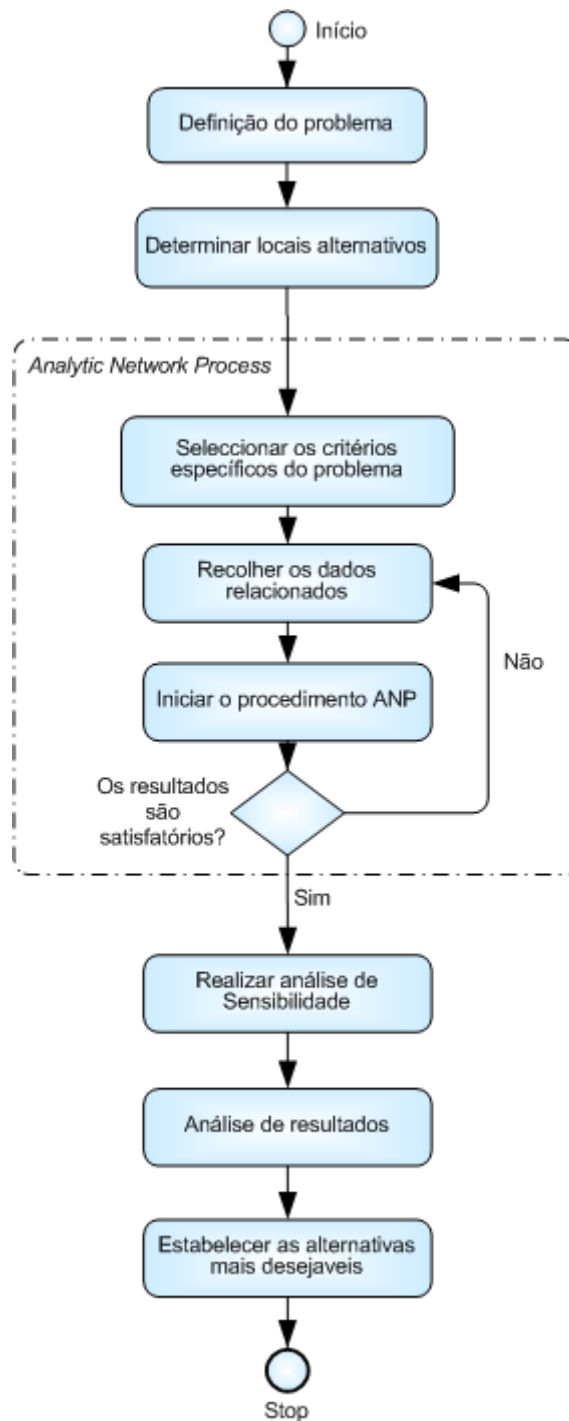 Início
Definição do problema
Determinar locais alternativos
Analytic Network Process
Seleccionar os critérios
específicos do problema
Recolher os dados
relacionados
Não
Iniciar o procedimento ANP
Os resultados
são
satisfatórios?
Sim
Realizar análise de
Sensibilidade
Análise de resultados
Estabelecer as alternativas
mais desejaveis
Stop